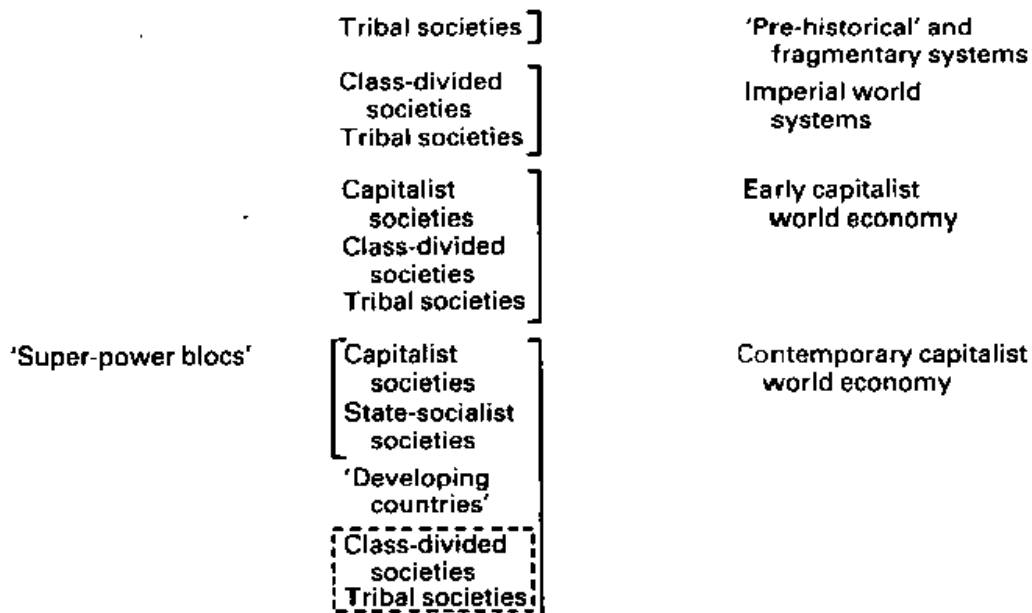 Tribal societies
'Pre-historical' and
fragmentary systems
Class-divided
societies
Tribal societies
Imperial world
systems
Capitalist
societies
Class-divided
societies
Tribal societies
Early capitalist
world economy
'Super-power blocs'
Capitalist
societies
State-socialist
societies
'Developing
countries'
Class-divided
societies
Tribal societies
Contemporary capitalist
world economy